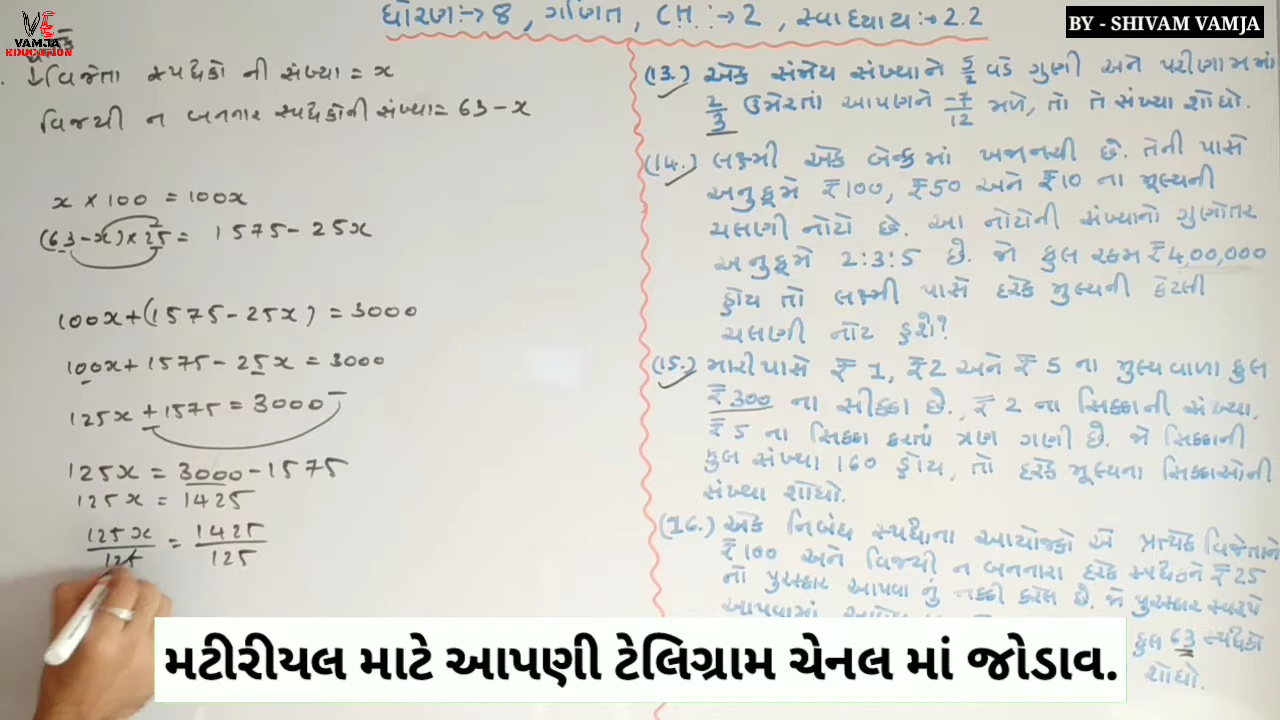 VAMJA
EDUCATION
ધોરણ:→ 8 , ગણિત , CH.:→ 2 , સ્વાધ્યાય:→ 2.2
BY - SHIVAM VAMJA
વિજેતા સ્પર્ધકો ની સંખ્યા = x
વિજયી ન બનનાર સ્પર્ધકોની સંખ્યા = 63 - x
x × 100 = 100x
(63 - x) × 25 = 1575 - 25x
100x + (1575 - 25x) = 3000
100x + 1575 - 25x = 3000
125x + 1575 = 3000
125x = 3000 - 1575
125x = 1425
125x / 125 = 1425 / 125
(13.) એક સંમેય સંખ્યાને 5/2 વડે ગુણી અને પરીણામમાં
2/3 ઉમેરતાં આપણને -7/12 મળે, તો તે સંખ્યા શોધો.
(14.) લક્ષ્મી એક બેન્કમાં ખજાનચી છે. તેની પાસે
અનુક્રમે ₹100, ₹50 અને ₹10 ના મૂલ્યની
ચલણી નોટો છે. આ નોટોની સંખ્યાનો ગુણોતર
અનુક્રમે 2:3:5 છે. જો કુલ રકમ ₹4,00,000
હોય તો લક્ષ્મી પાસે દરેક મુલ્યની કેટલી
ચલણી નોટ હશે?
(15.) મારી પાસે ₹ 1, ₹2 અને ₹ 5 ના મુલ્યવાળા કુલ
₹300 ના સીક્કા છે. ₹ 2 ના સિક્કાની સંખ્યા,
₹ 5 ના સિક્કા કરતાં ત્રણ ગણી છે. જો સિક્કાની
કુલ સંખ્યા 160 હોય, તો દરેક મૂલ્યના સિક્કાઓની
સંખ્યા શોધો.
(16.) એક નિબંધ સ્પર્ધાના આયોજકો એ પ્રત્યેક વિજેતાને
₹100 અને વિજયી ન બનનારા દરેક સ્પર્ધકને ₹25
નો પુરસ્કાર આપવા નું નક્કી કરેલ છે. જો પુરસ્કાર સ્વરૂપે
આપવામાં
કુલ 63 સ્પર્ધકો
શોધો.
મટીરીયલ માટે આપણી ટેલિગ્રામ ચેનલ માં જોડાવ.